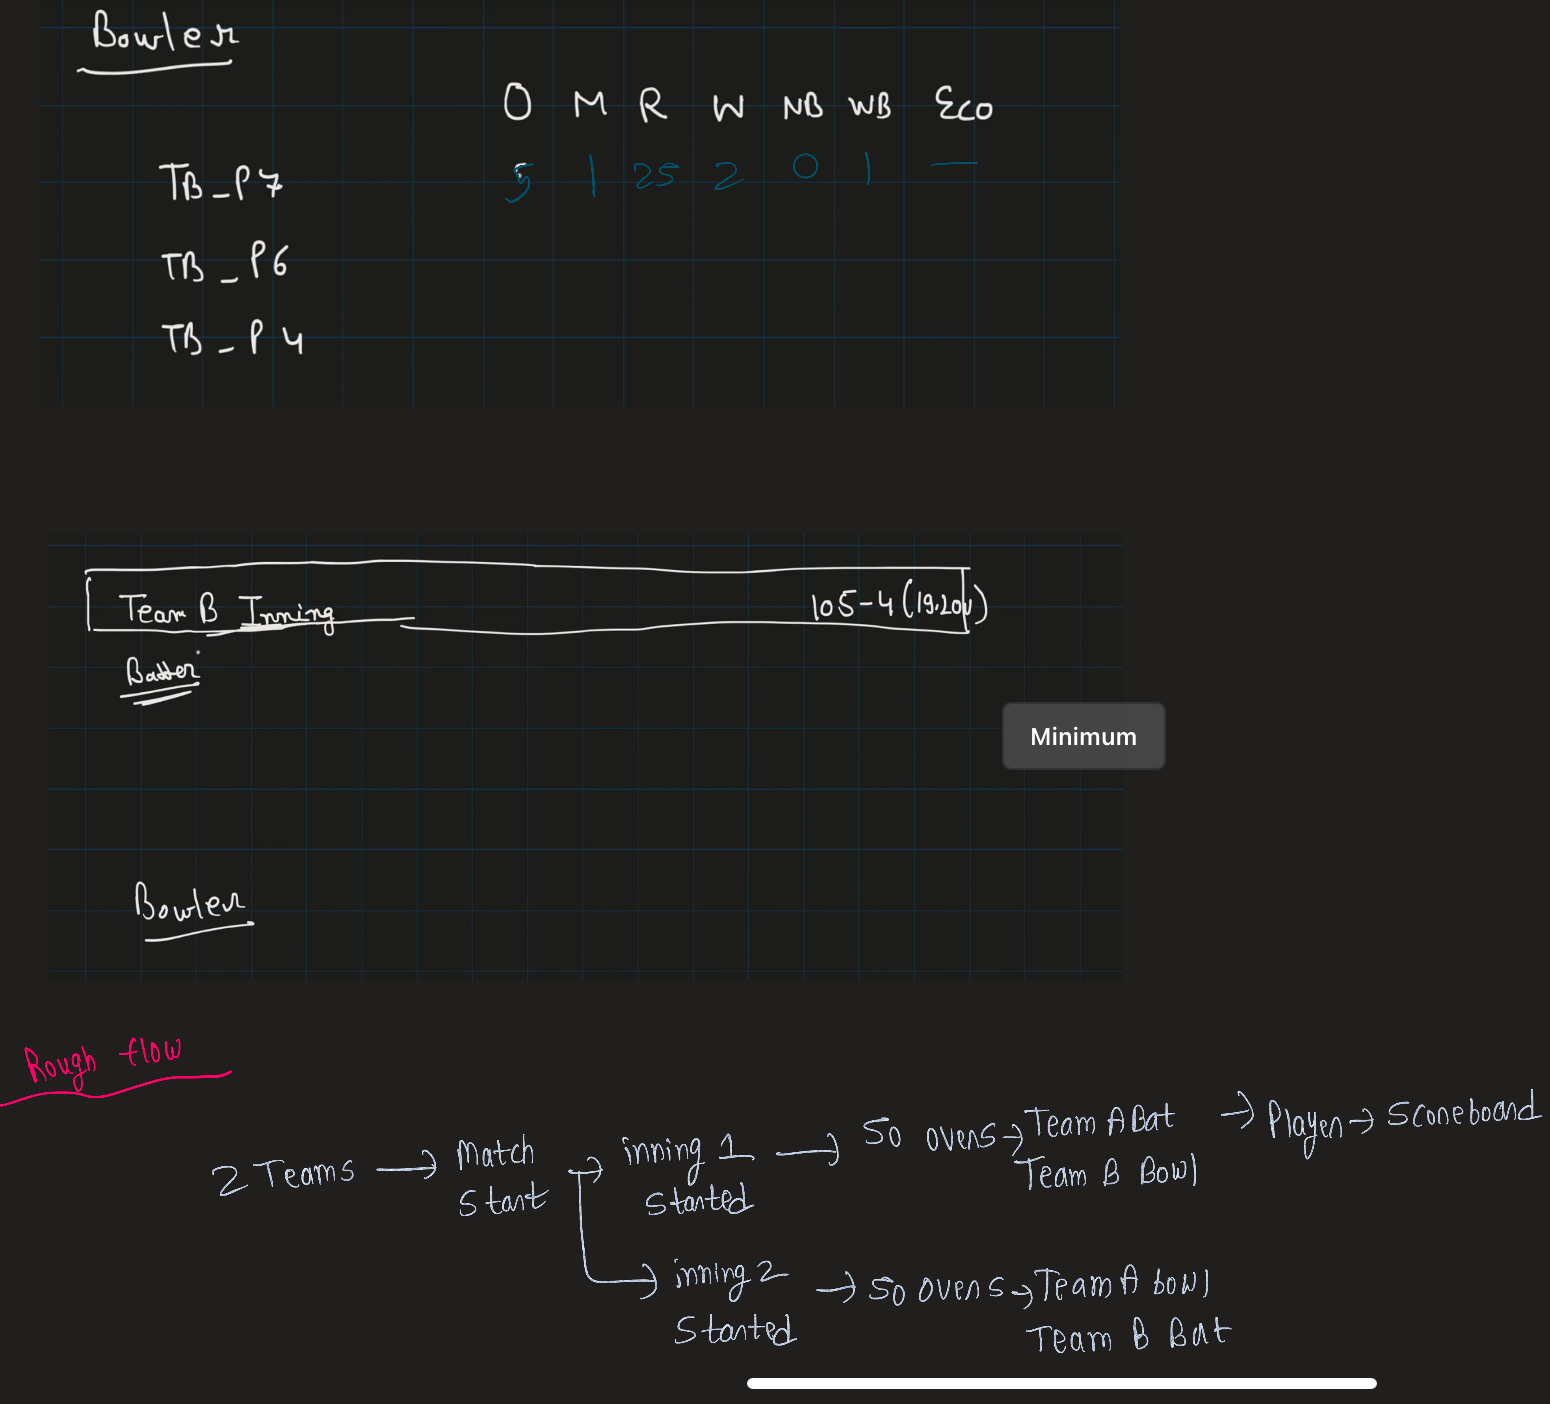 Bowler
O M R W NB WB Eco
TB_P7 5 1 25 2 0 1 —
TB_P6
TB_P4
Team B Inning 105-4 (19.2ov)
Batter
Minimum
Bowler
Rough flow
2 Teams → Match Start → inning 1 Started → 50 overs → Team A Bat Team B Bowl → Player → Scoreboard
→ inning 2 Started → 50 overs → Team A bowl Team B Bat